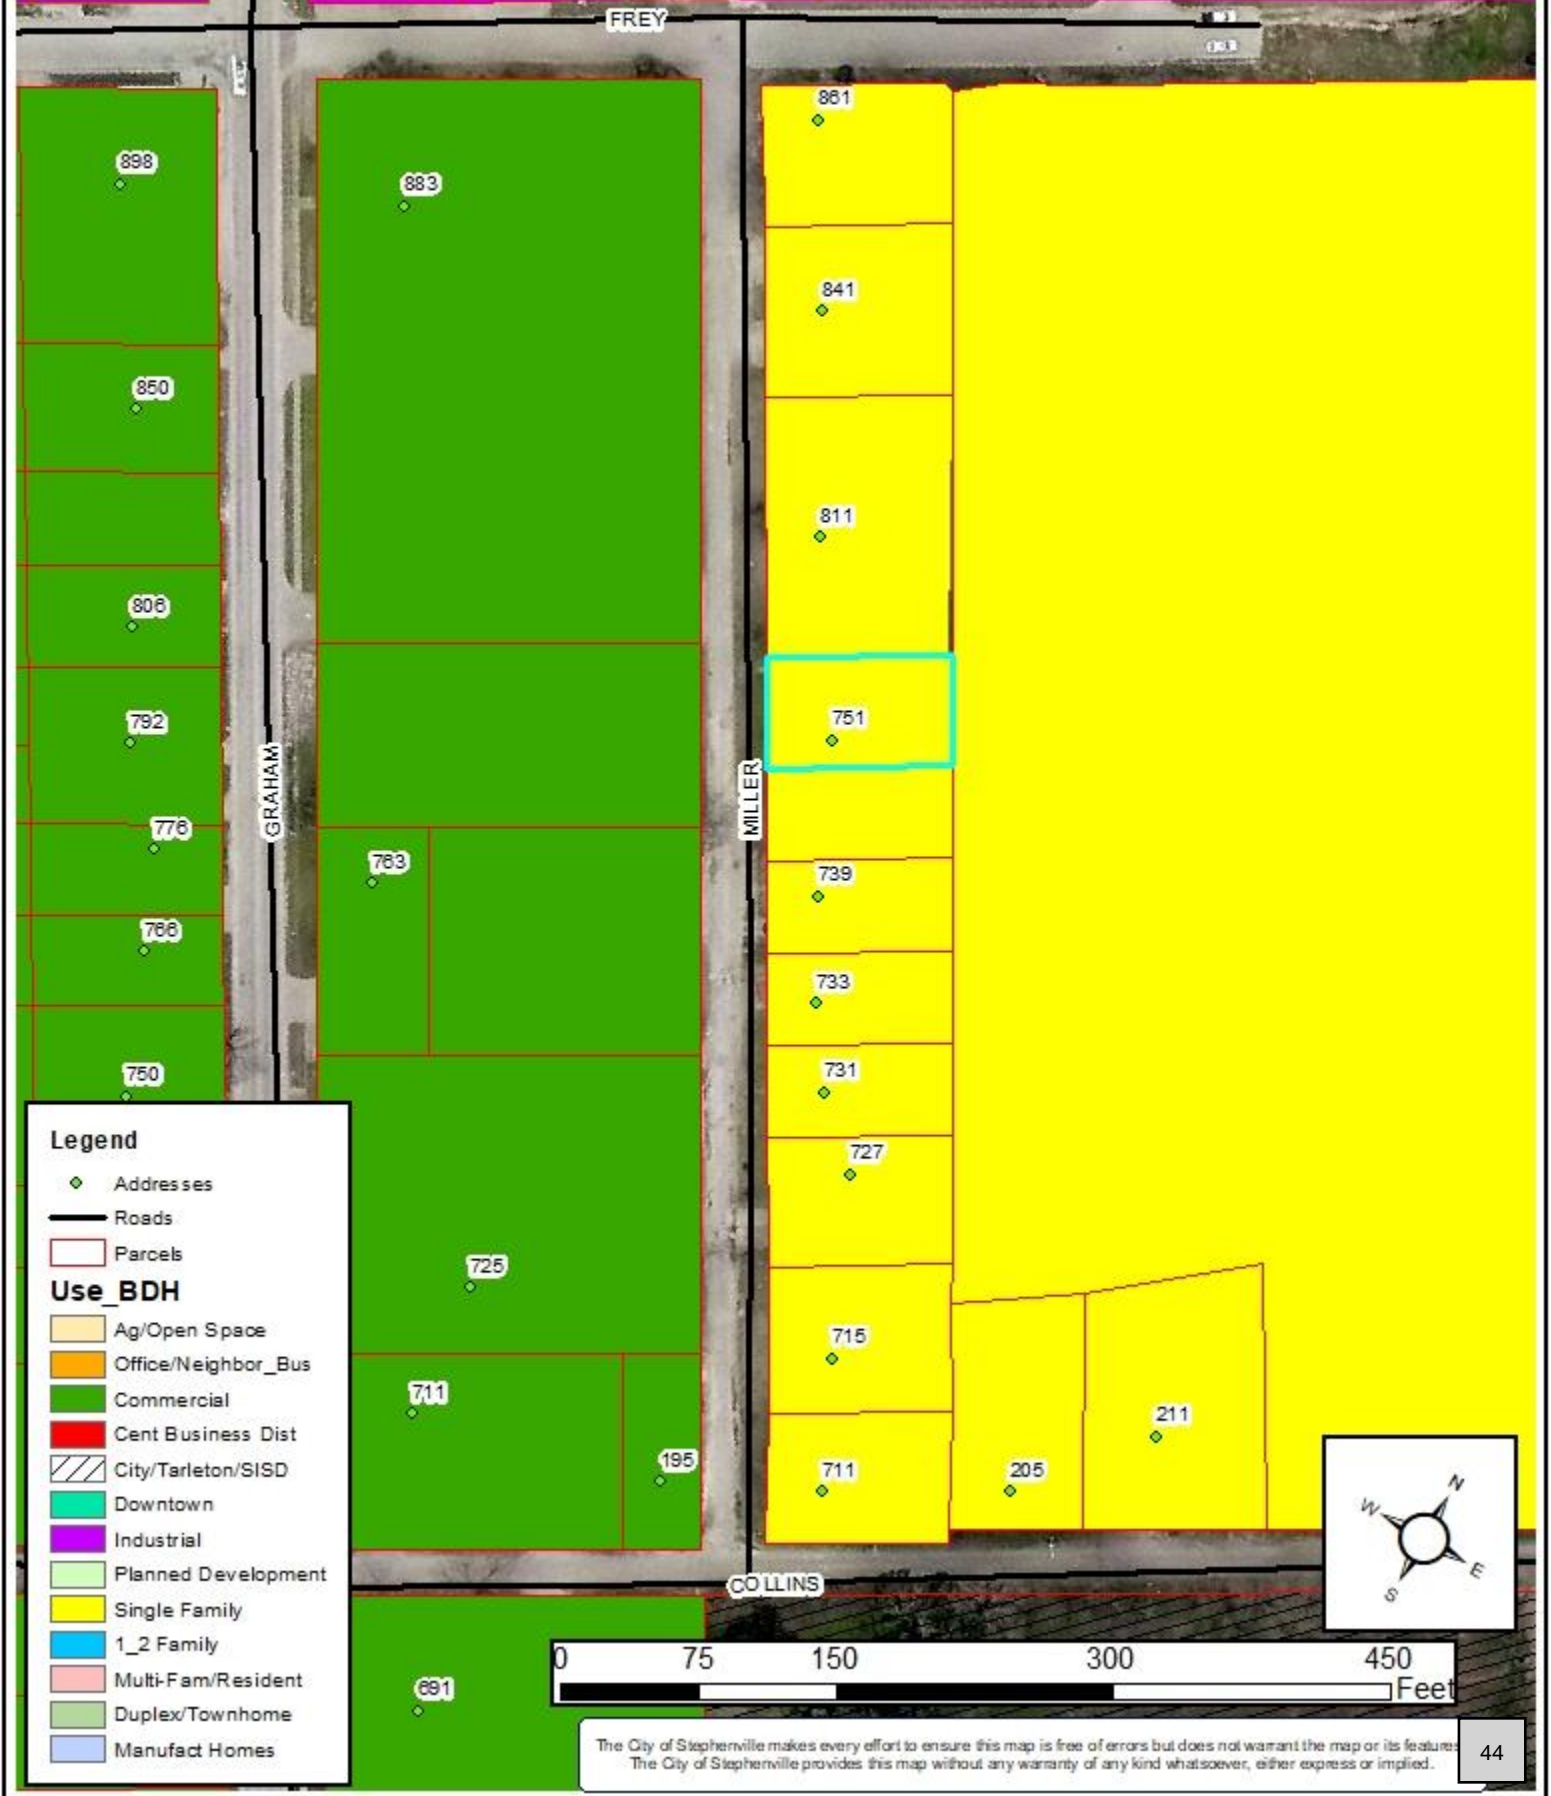 FREY
861
898
883
841
850
811
806
751
792
GRAHAM
MILLER
776
763
739
766
733
731
750
727
725
715
711
711
211
195
205
COLLINS
691
Legend
Addresses
Roads
Parcels
Use_BDH
Ag/Open Space
Office/Neighbor_Bus
Commercial
Cent Business Dist
City/Tarleton/SISD
Downtown
Industrial
Planned Development
Single Family
1_2 Family
Multi-Fam/Resident
Duplex/Townhome
Manufact Homes
N
W
E
S
0 75 150 300 450
Feet
The City of Stephenville makes every effort to ensure this map is free of errors but does not warrant the map or its features
The City of Stephenville provides this map without any warranty of any kind whatsoever, either express or implied.
44